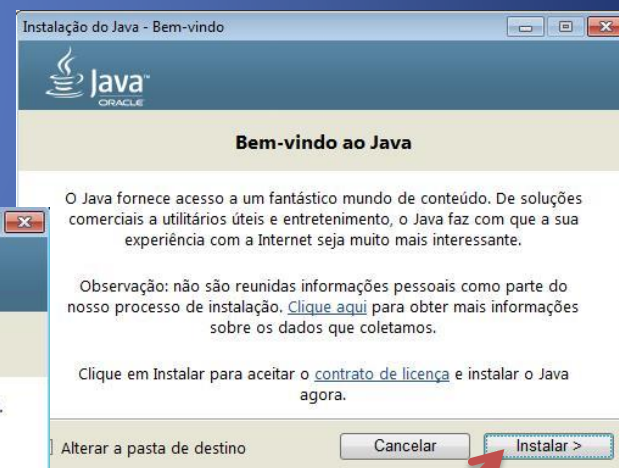 Instalação do Java - Bem-vindo
Java™
ORACLE
Bem-vindo ao Java
O Java fornece acesso a um fantástico mundo de conteúdo. De soluções
comerciais a utilitários úteis e entretenimento, o Java faz com que a sua
experiência com a Internet seja muito mais interessante.
Observação: não são reunidas informações pessoais como parte do
nosso processo de instalação. Clique aqui para obter mais informações
sobre os dados que coletamos.
Clique em Instalar para aceitar o contrato de licença e instalar o Java
agora.
Alterar a pasta de destino
Cancelar
Instalar >